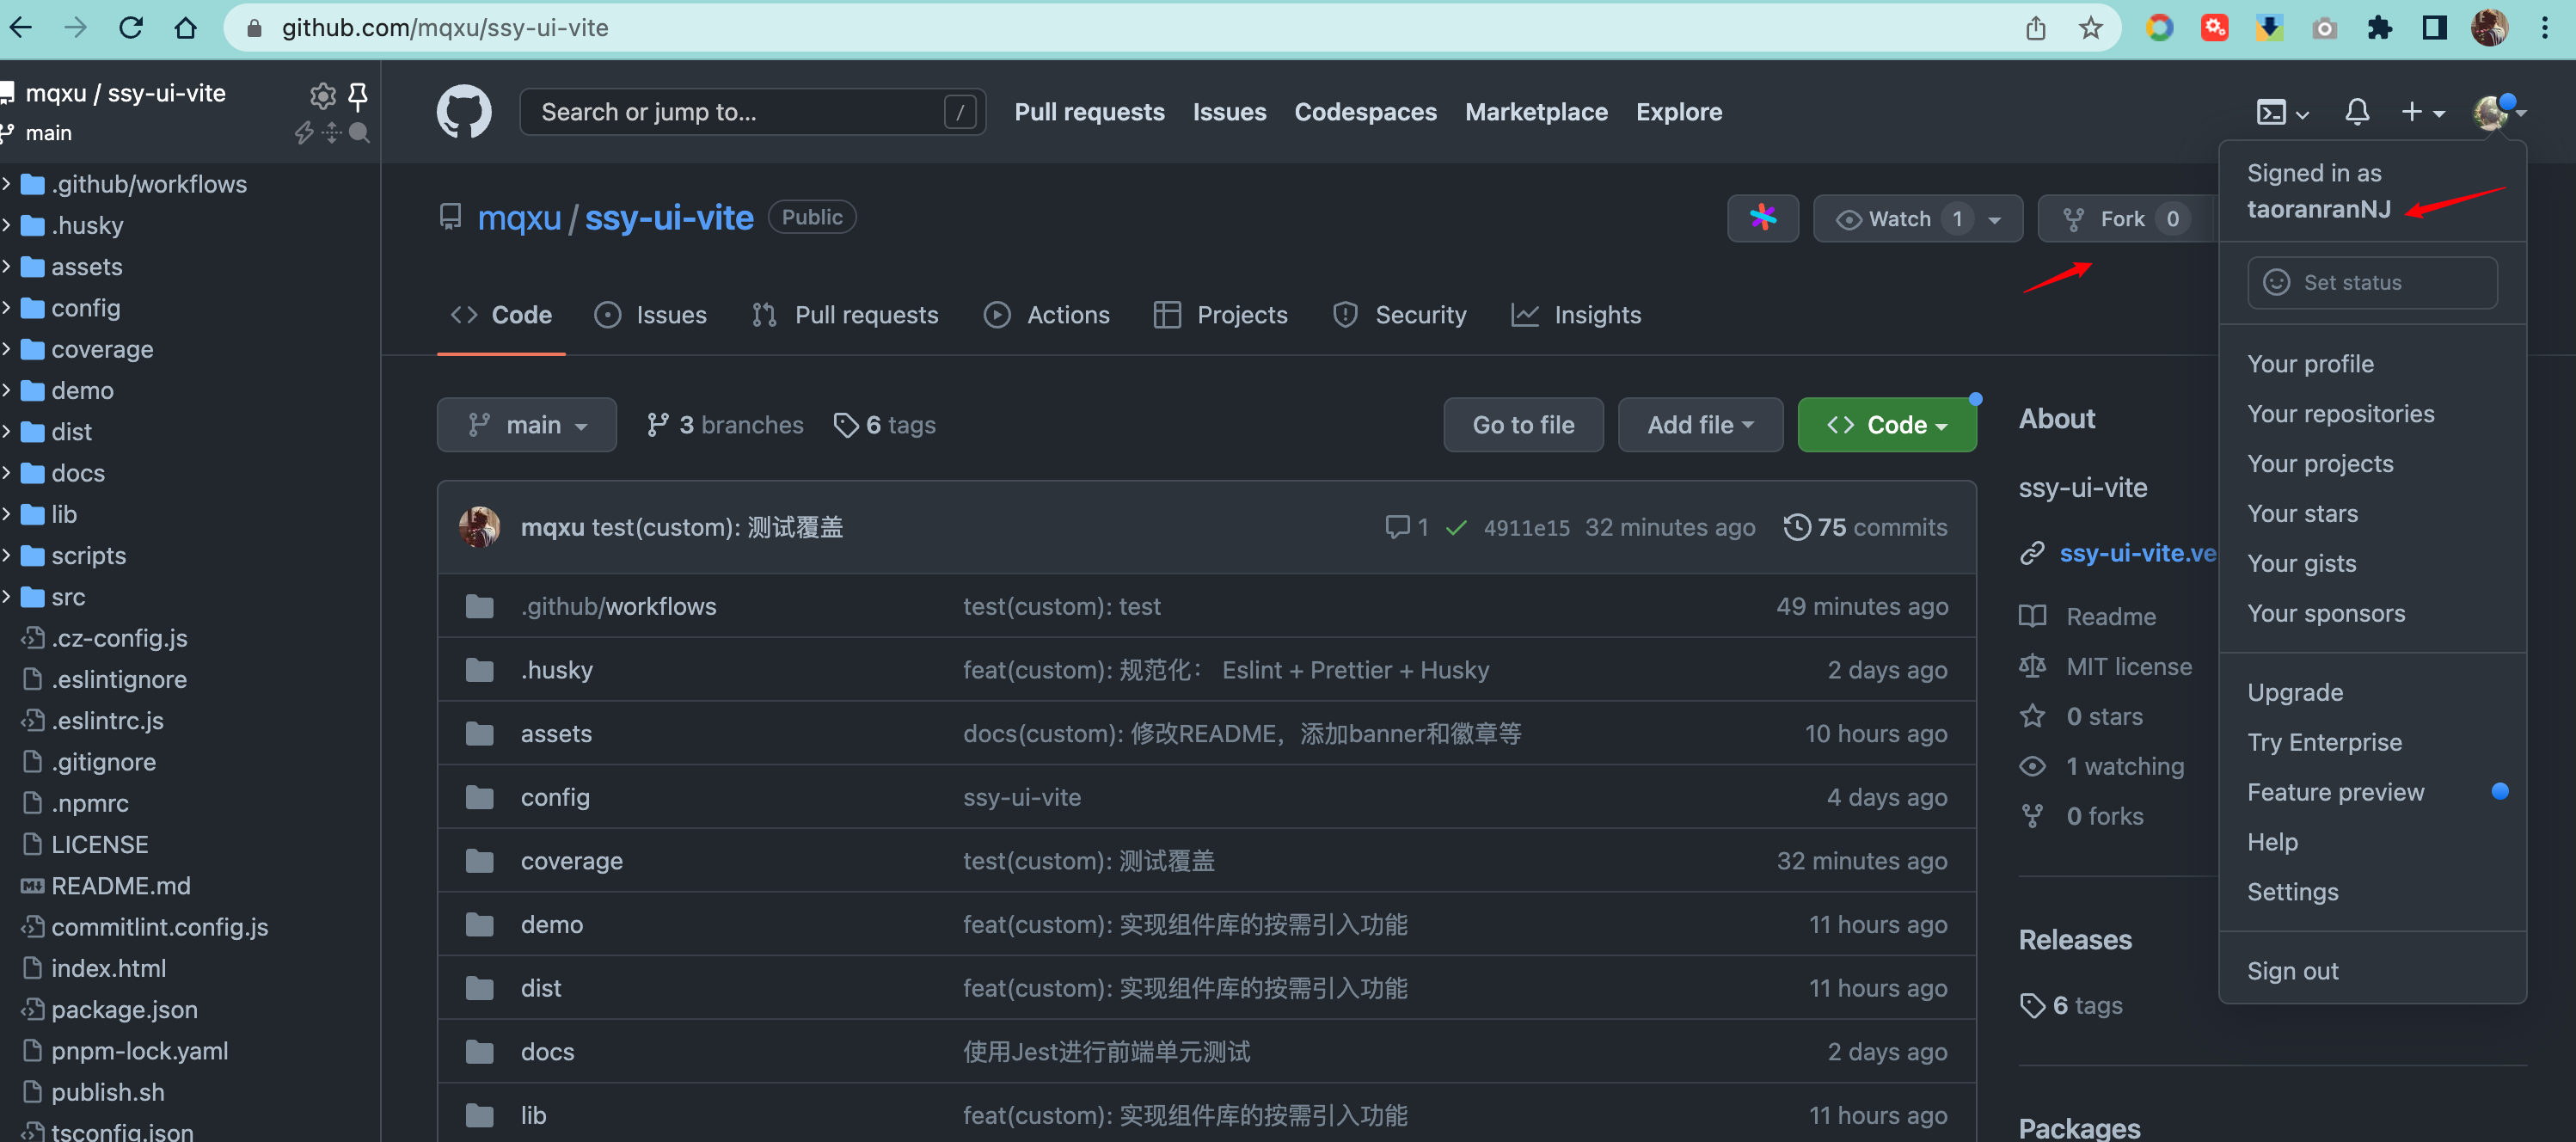 github.com/mqxu/ssy-ui-vite
mqxu / ssy-ui-vite
main
.github/workflows
.husky
assets
config
coverage
demo
dist
docs
lib
scripts
src
.cz-config.js
.eslintignore
.eslintrc.js
.gitignore
.npmrc
LICENSE
README.md
commitlint.config.js
index.html
package.json
pnpm-lock.yaml
publish.sh
tsconfig.json
Search or jump to... /
Pull requests Issues Codespaces Marketplace Explore
mqxu / ssy-ui-vite Public
Watch 1 Fork 0
Code Issues Pull requests Actions Projects Security Insights
main 3 branches 6 tags
Go to file Add file Code
mqxu test(custom): 测试覆盖 1 4911e15 32 minutes ago 75 commits
.github/workflows test(custom): test 49 minutes ago
.husky feat(custom): 规范化： Eslint + Prettier + Husky 2 days ago
assets docs(custom): 修改README，添加banner和徽章等 10 hours ago
config ssy-ui-vite 4 days ago
coverage test(custom): 测试覆盖 32 minutes ago
demo feat(custom): 实现组件库的按需引入功能 11 hours ago
dist feat(custom): 实现组件库的按需引入功能 11 hours ago
docs 使用Jest进行前端单元测试 2 days ago
lib feat(custom): 实现组件库的按需引入功能 11 hours ago
About
ssy-ui-vite
ssy-ui-vite.ve
Readme
MIT license
0 stars
1 watching
0 forks
Releases
6 tags
Packages
Signed in as
taoranranNJ
Set status
Your profile
Your repositories
Your projects
Your stars
Your gists
Your sponsors
Upgrade
Try Enterprise
Feature preview
Help
Settings
Sign out